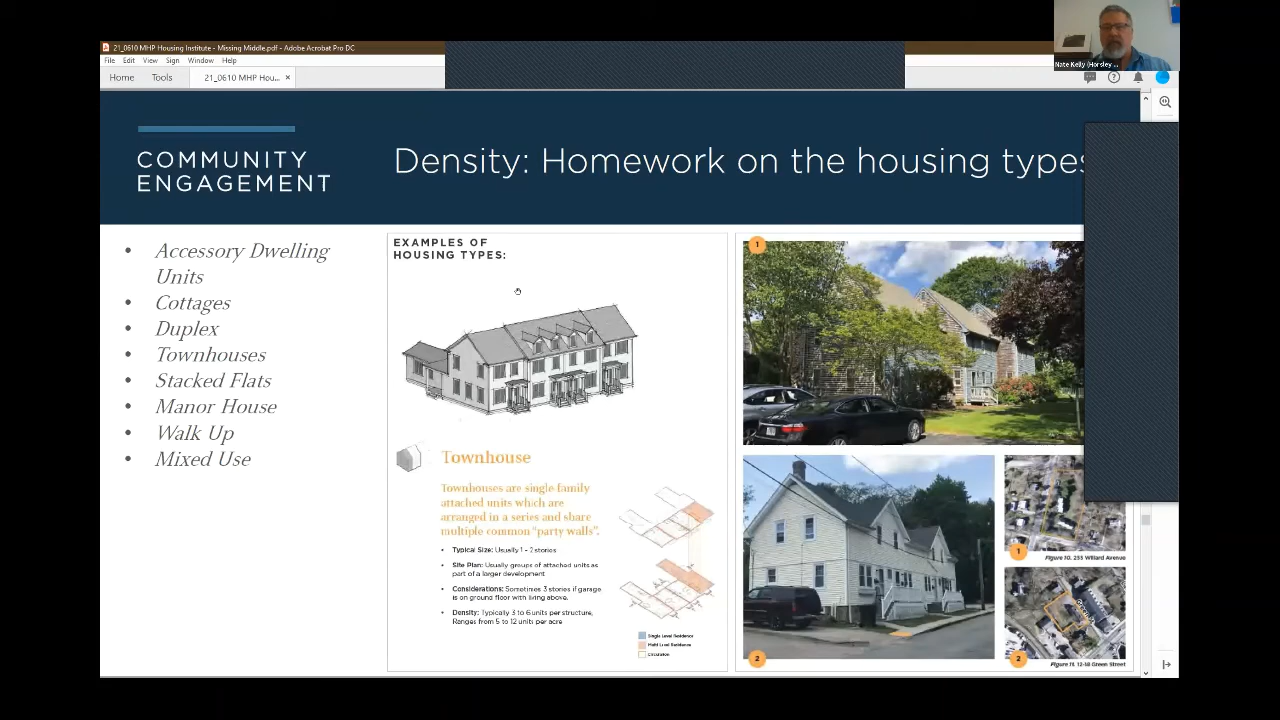 21_0610 MHP Housing Institute - Missing Middle.pdf - Adobe Acrobat Pro DC
File Edit View Sign Window Help
Home Tools 21_0610 MHP Hou... ×
Nate Kelly (Horsley ...
COMMUNITY
ENGAGEMENT
Density: Homework on the housing types
• Accessory Dwelling
Units
• Cottages
• Duplex
• Townhouses
• Stacked Flats
• Manor House
• Walk Up
• Mixed Use
EXAMPLES OF
HOUSING TYPES:
Townhouse
Townhouses are single-family
attached units which are
arranged in a series and share
multiple common "party walls".
• Typical Size: Usually 1 - 2 stories
• Site Plan: Usually groups of attached units as
part of a larger development
• Considerations: Sometimes 3 stories if garage
is on ground floor with living above.
• Density: Typically 3 to 6 units per structure,
Ranges from 5 to 12 units per acre
Single Level Residence
Multi Level Residence
Circulation
1
2
1
Figure 10. 235 Willard Avenue
2
Figure 11. 12-18 Green Street